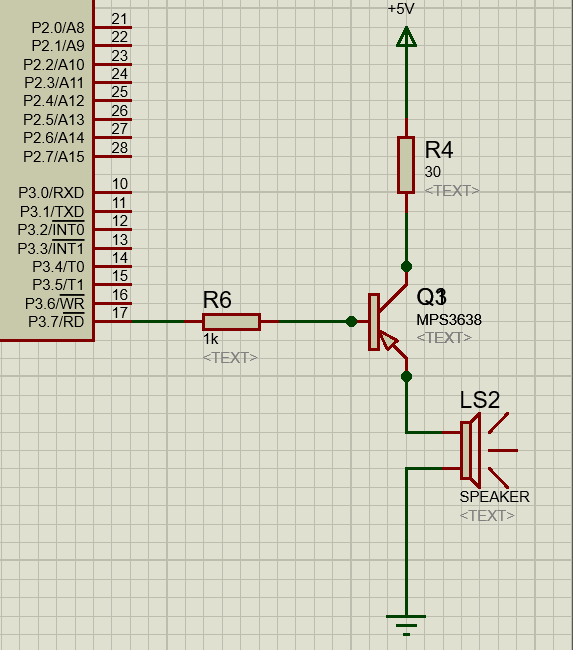 +5V
P2.0/A8 21
P2.1/A9 22
P2.2/A10 23
P2.3/A11 24
P2.4/A12 25
P2.5/A13 26
P2.6/A14 27
P2.7/A15 28
R4
30
<TEXT>
P3.0/RXD 10
P3.1/TXD 11
P3.2/INT0 12
P3.3/INT1 13
P3.4/T0 14
P3.5/T1 15
P3.6/WR 16
P3.7/RD 17
R6
1k
<TEXT>
MPS3638
<TEXT>
LS2
SPEAKER
<TEXT>